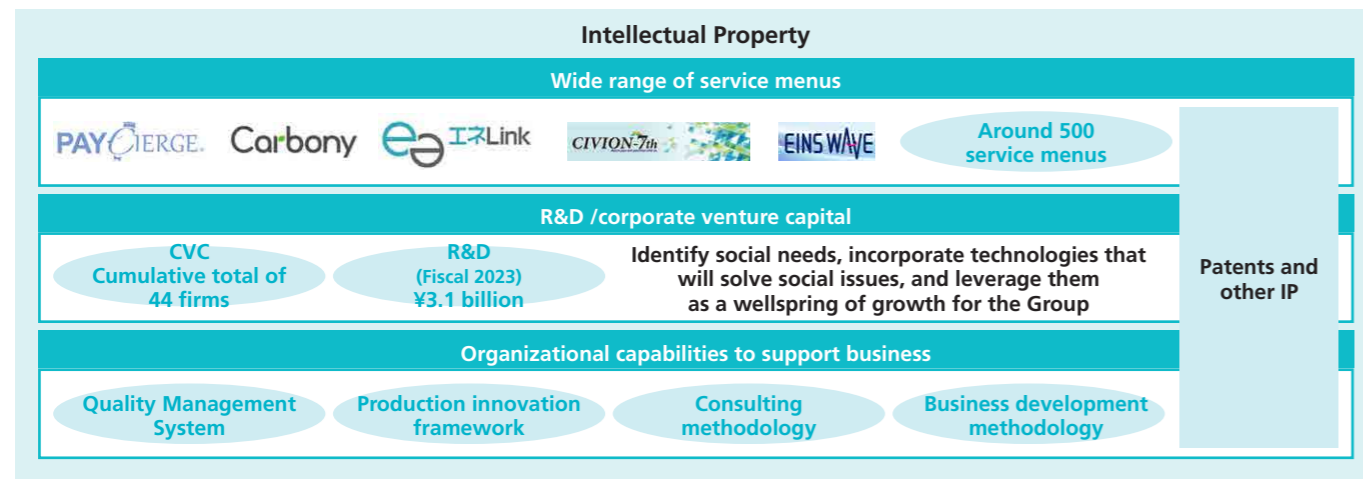 Intellectual Property
Wide range of service menus
PAYCIERGE.
Carbony
エネLink
CIVION-7th
EINS WAVE
Around 500
service menus
R&D /corporate venture capital
CVC
Cumulative total of
44 firms
R&D
(Fiscal 2023)
¥3.1 billion
Identify social needs, incorporate technologies that
will solve social issues, and leverage them
as a wellspring of growth for the Group
Patents and
other IP
Organizational capabilities to support business
Quality Management
System
Production innovation
framework
Consulting
methodology
Business development
methodology